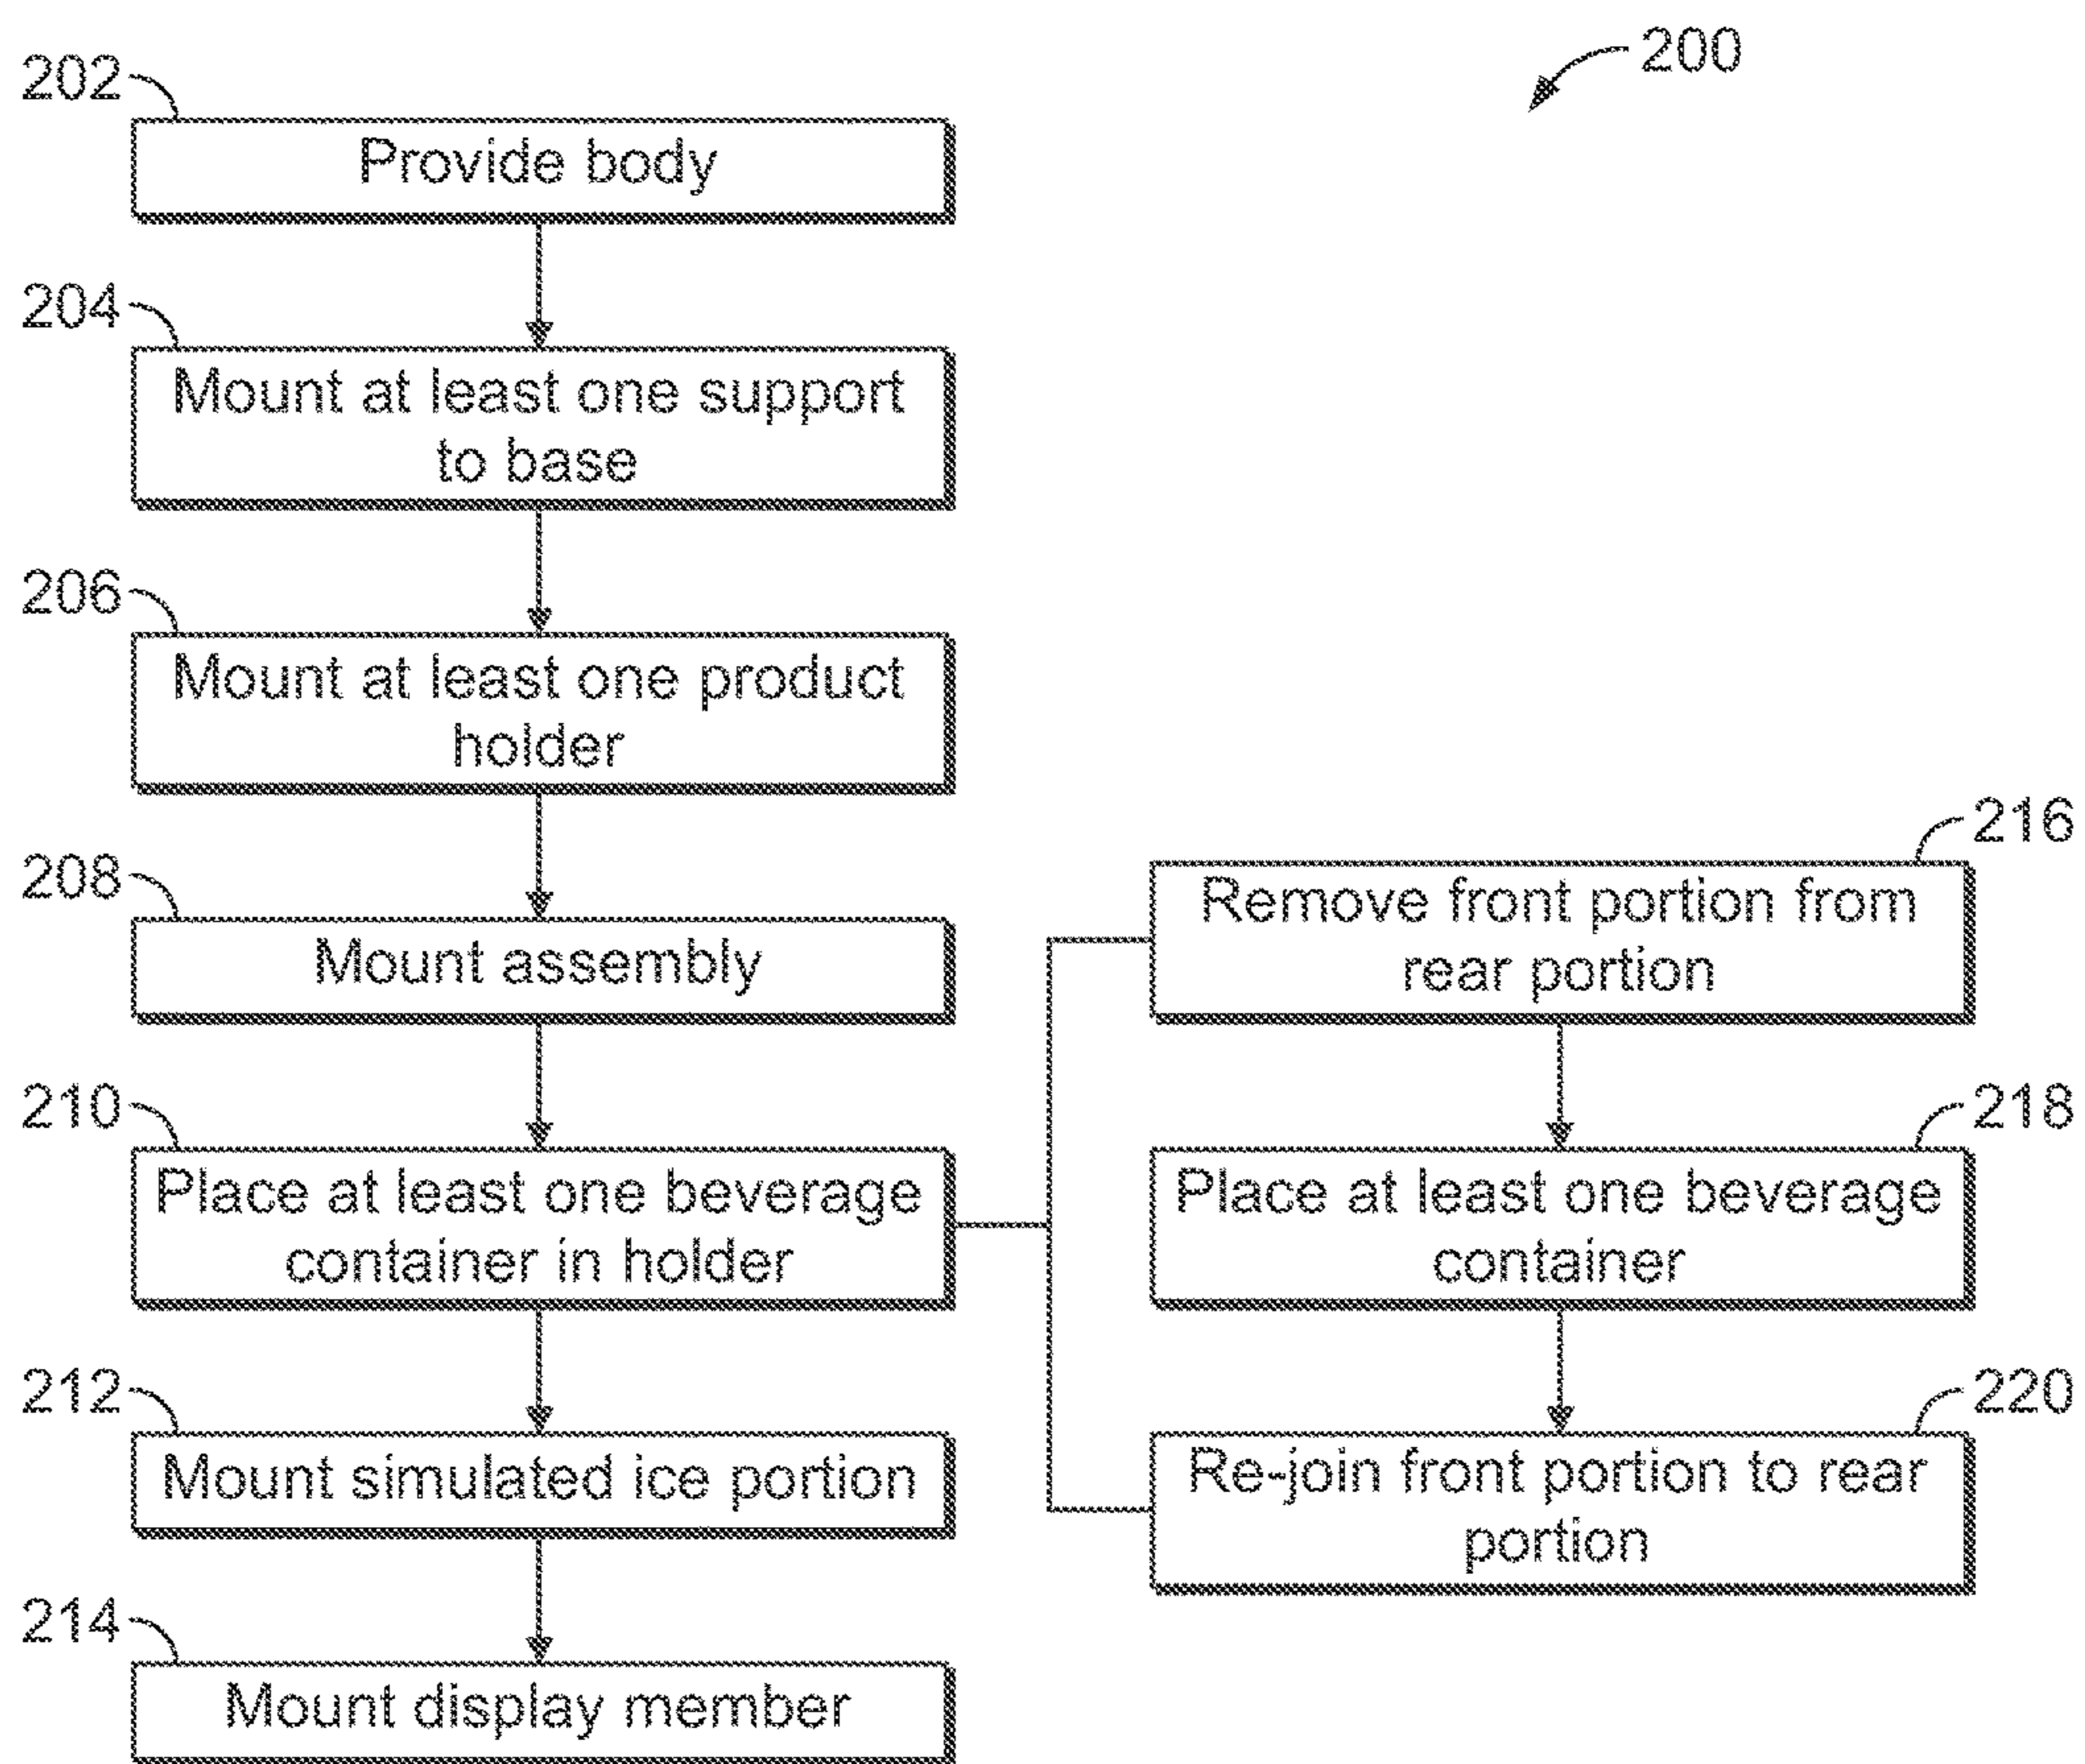 200
202
Provide body
204
Mount at least one support
to base
206
Mount at least one product
holder
208
Mount assembly
210
Place at least one beverage
container in holder
212
Mount simulated ice portion
214
Mount display member
216
Remove front portion from
rear portion
218
Place at least one beverage
container
220
Re-join front portion to rear
portion